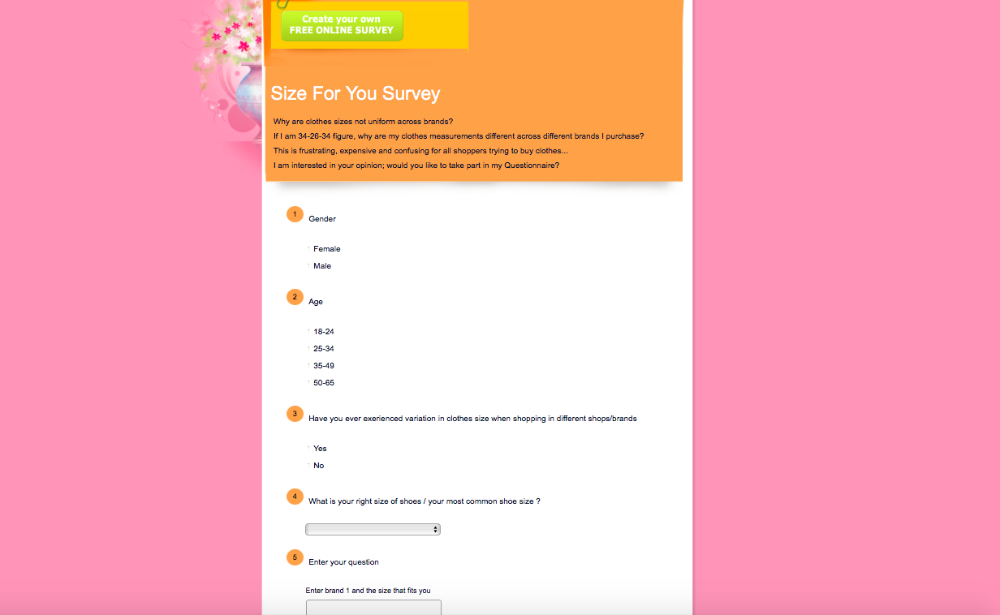 Create your own
FREE ONLINE SURVEY
Size For You Survey
Why are clothes sizes not uniform across brands?
If I am 34-26-34 figure, why are my clothes measurements different across different brands I purchase?
This is frustrating, expensive and confusing for all shoppers trying to buy clothes...
I am interested in your opinion; would you like to take part in my Questionnaire?
1 Gender
Female
Male
2 Age
18-24
25-34
35-49
50-65
3 Have you ever exerienced variation in clothes size when shopping in different shops/brands
Yes
No
4 What is your right size of shoes / your most common shoe size ?
5 Enter your question
Enter brand 1 and the size that fits you